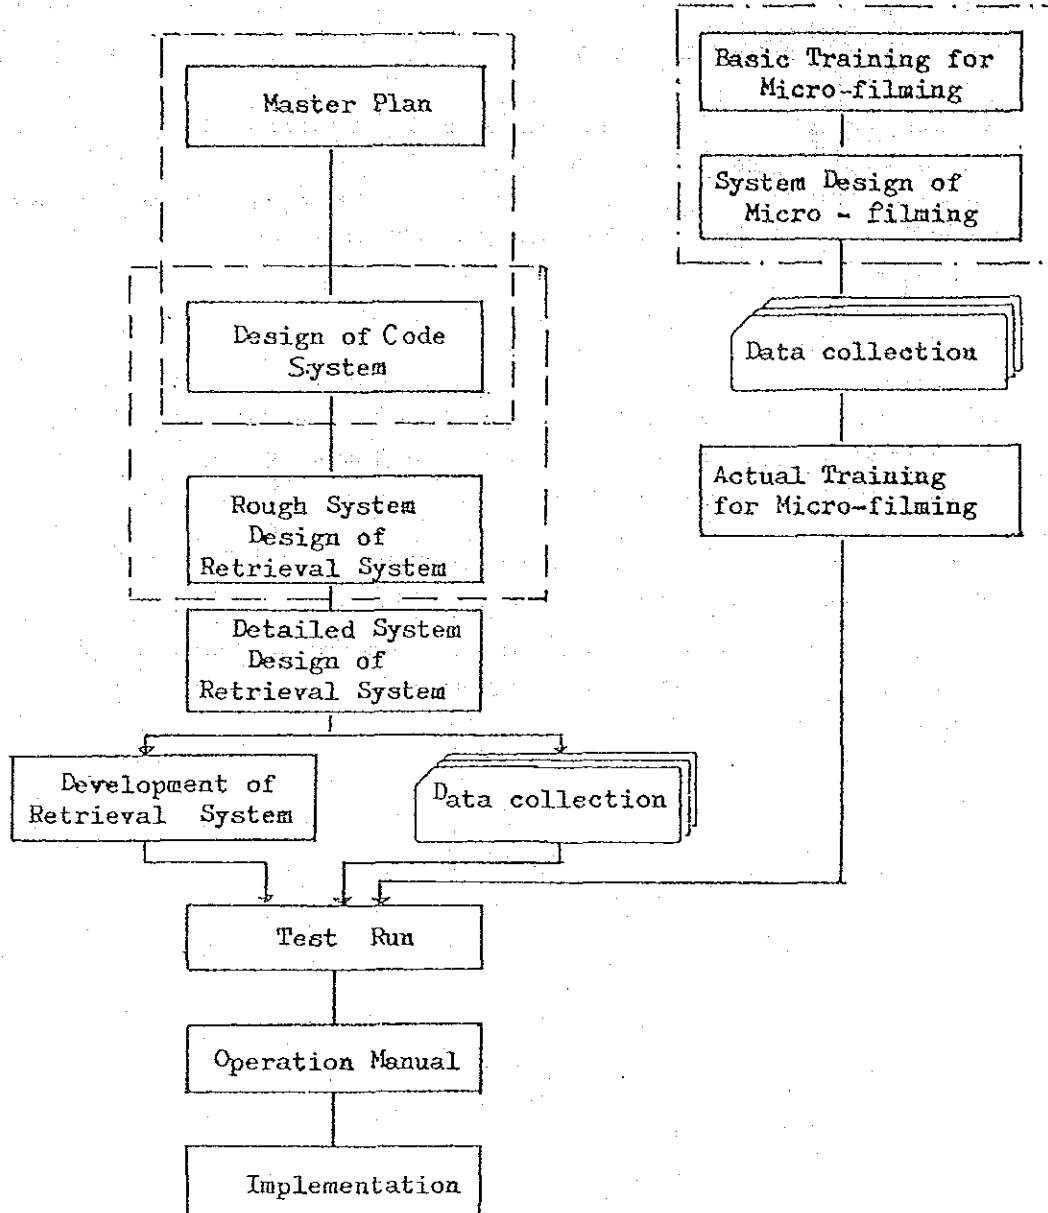 Master Plan
Design of Code
System
Rough System
Design of
Retrieval System
Detailed System
Design of
Retrieval System
Development of
Retrieval System
Data collection
Basic Training for
Micro-filming
System Design of
Micro - filming
Data collection
Actual Training
for Micro-filming
Test Run
Operation Manual
Implementation